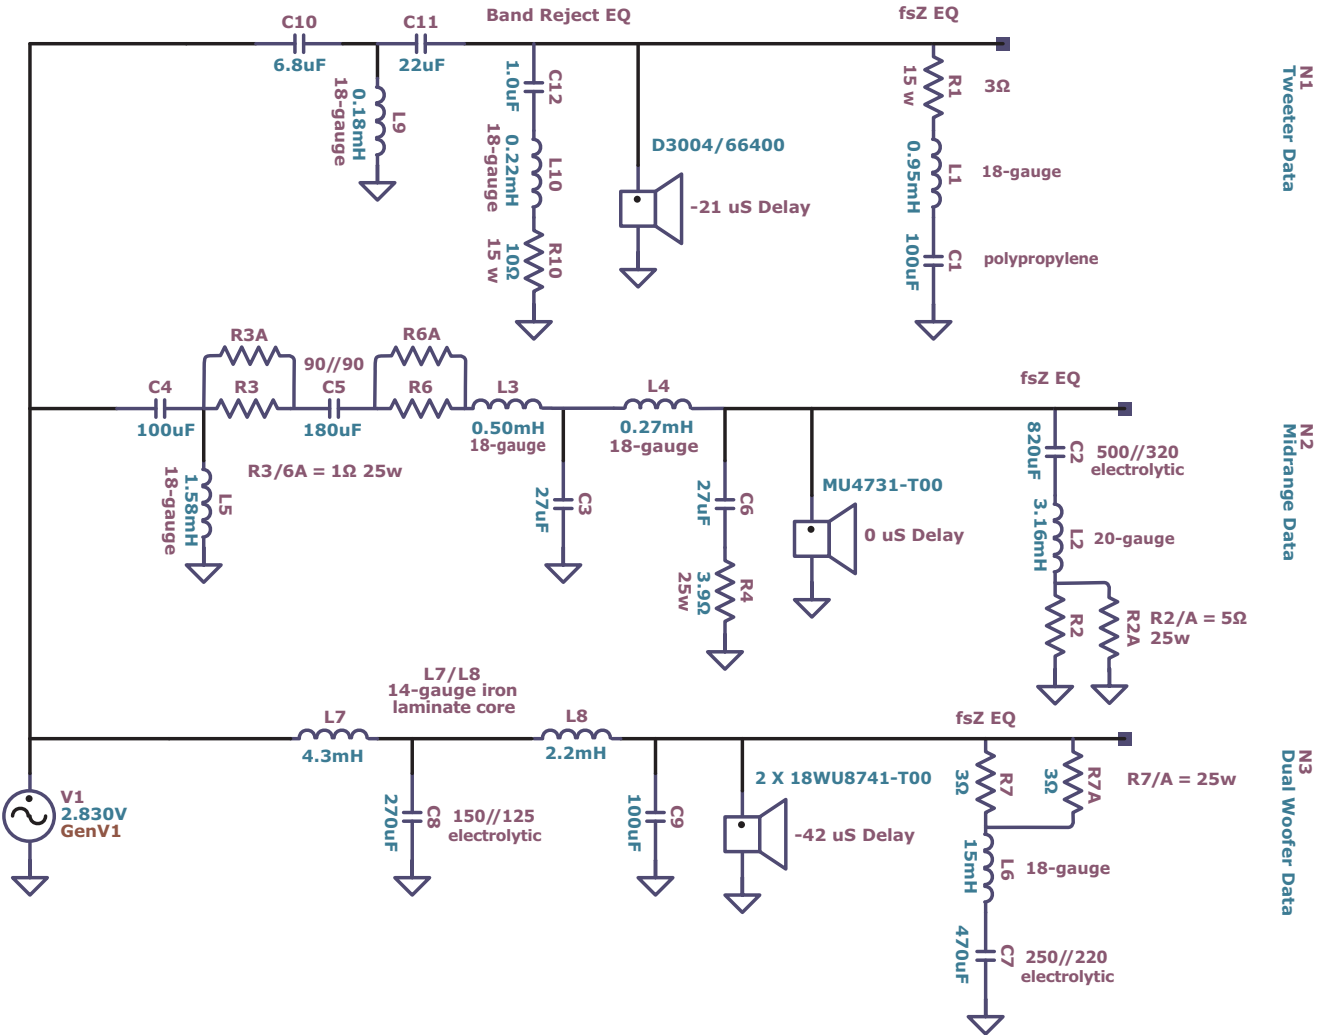 C10
6.8uF
C11
22uF
Band Reject EQ
fsZ EQ
L9
0.18mH
18-gauge
C12
1.0uF
L10
0.22mH
18-gauge
R10
10Ω
15 w
D3004/66400
-21 uS Delay
R1
15 w
3Ω
L1
0.95mH
18-gauge
C1
100uF
polypropylene
N1
Tweeter Data
C4
100uF
R3A
R3
90//90
C5
180uF
R6A
R6
L3
0.50mH
18-gauge
L4
0.27mH
18-gauge
fsZ EQ
R3/6A = 1Ω 25w
L5
1.58mH
18-gauge
C3
27uF
C6
27uF
R4
3.9Ω
25w
MU4731-T00
0 uS Delay
C2
820uF
500//320
electrolytic
L2
3.16mH
20-gauge
R2
R2A
R2/A = 5Ω
25w
N2
Midrange Data
L7/L8
14-gauge iron
laminate core
L7
4.3mH
L8
2.2mH
fsZ EQ
V1
2.830V
GenV1
C8
270uF
150//125
electrolytic
C9
100uF
2 X 18WU8741-T00
-42 uS Delay
R7
3Ω
R7A
3Ω
R7/A = 25w
L6
15mH
18-gauge
C7
470uF
250//220
electrolytic
N3
Dual Woofer Data